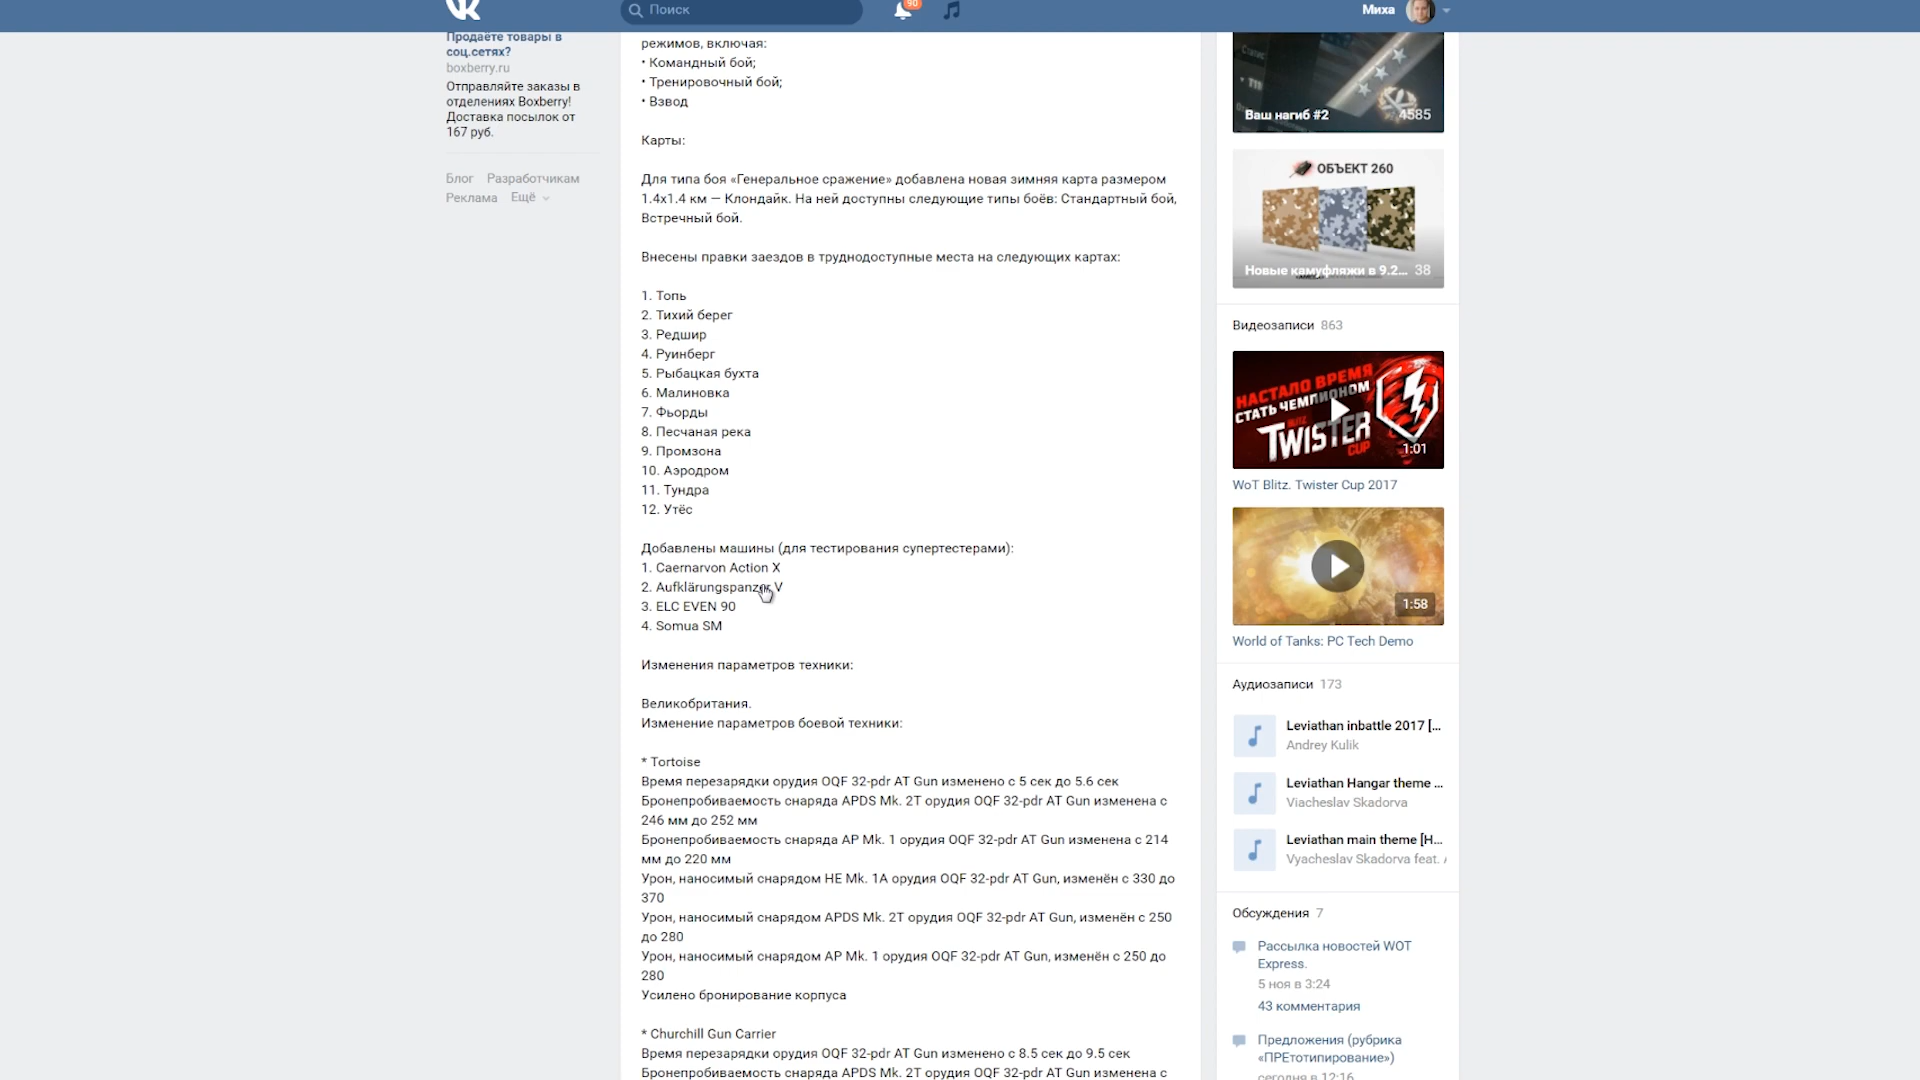 Поиск
90
Миха
Продаёте товары в
соц.сетях?
boxberry.ru
Отправляйте заказы в
отделениях Boxberry!
Доставка посылок от
167 руб.
Блог Разработчикам
Реклама Ещё
режимов, включая:
• Командный бой;
• Тренировочный бой;
• Взвод
Карты:
Для типа боя «Генеральное сражение» добавлена новая зимняя карта размером
1.4х1.4 км — Клондайк. На ней доступны следующие типы боёв: Стандартный бой,
Встречный бой.
Внесены правки заездов в труднодоступные места на следующих картах:
1. Топь
2. Тихий берег
3. Редшир
4. Руинберг
5. Рыбацкая бухта
6. Малиновка
7. Фьорды
8. Песчаная река
9. Промзона
10. Аэродром
11. Тундра
12. Утёс
Добавлены машины (для тестирования супертестерами):
1. Caernarvon Action X
2. Aufklärungspanzer V
3. ELC EVEN 90
4. Somua SM
Изменения параметров техники:
Великобритания.
Изменение параметров боевой техники:
* Tortoise
Время перезарядки орудия OQF 32-pdr AT Gun изменено с 5 сек до 5.6 сек
Бронепробиваемость снаряда APDS Mk. 2T орудия OQF 32-pdr AT Gun изменена с
246 мм до 252 мм
Бронепробиваемость снаряда AP Mk. 1 орудия OQF 32-pdr AT Gun изменена с 214
мм до 220 мм
Урон, наносимый снарядом HE Mk. 1A орудия OQF 32-pdr AT Gun, изменён с 330 до
370
Урон, наносимый снарядом APDS Mk. 2T орудия OQF 32-pdr AT Gun, изменён с 250
до 280
Урон, наносимый снарядом AP Mk. 1 орудия OQF 32-pdr AT Gun, изменён с 250 до
280
Усилено бронирование корпуса
* Churchill Gun Carrier
Время перезарядки орудия OQF 32-pdr AT Gun изменено с 8.5 сек до 9.5 сек
Бронепробиваемость снаряда APDS Mk. 2T орудия OQF 32-pdr AT Gun изменена с
Ваш нагиб #2 4585
ОБЪЕКТ 260
Новые камуфляжи в 9.2... 38
Видеозаписи 863
НАСТАЛО ВРЕМЯ
СТАТЬ ЧЕМПИОНОМ
BLITZ
TWISTER
CUP
1:01
WoT Blitz. Twister Cup 2017
1:58
World of Tanks: PC Tech Demo
Аудиозаписи 173
Leviathan inbattle 2017 [...
Andrey Kulik
Leviathan Hangar theme ...
Viacheslav Skadorva
Leviathan main theme [H...
Vyacheslav Skadorva feat.
Обсуждения 7
Рассылка новостей WOT
Express.
5 ноя в 3:24
43 комментария
Предложения (рубрика
«ПРЕтотипирование»)
сегодня в 12:16